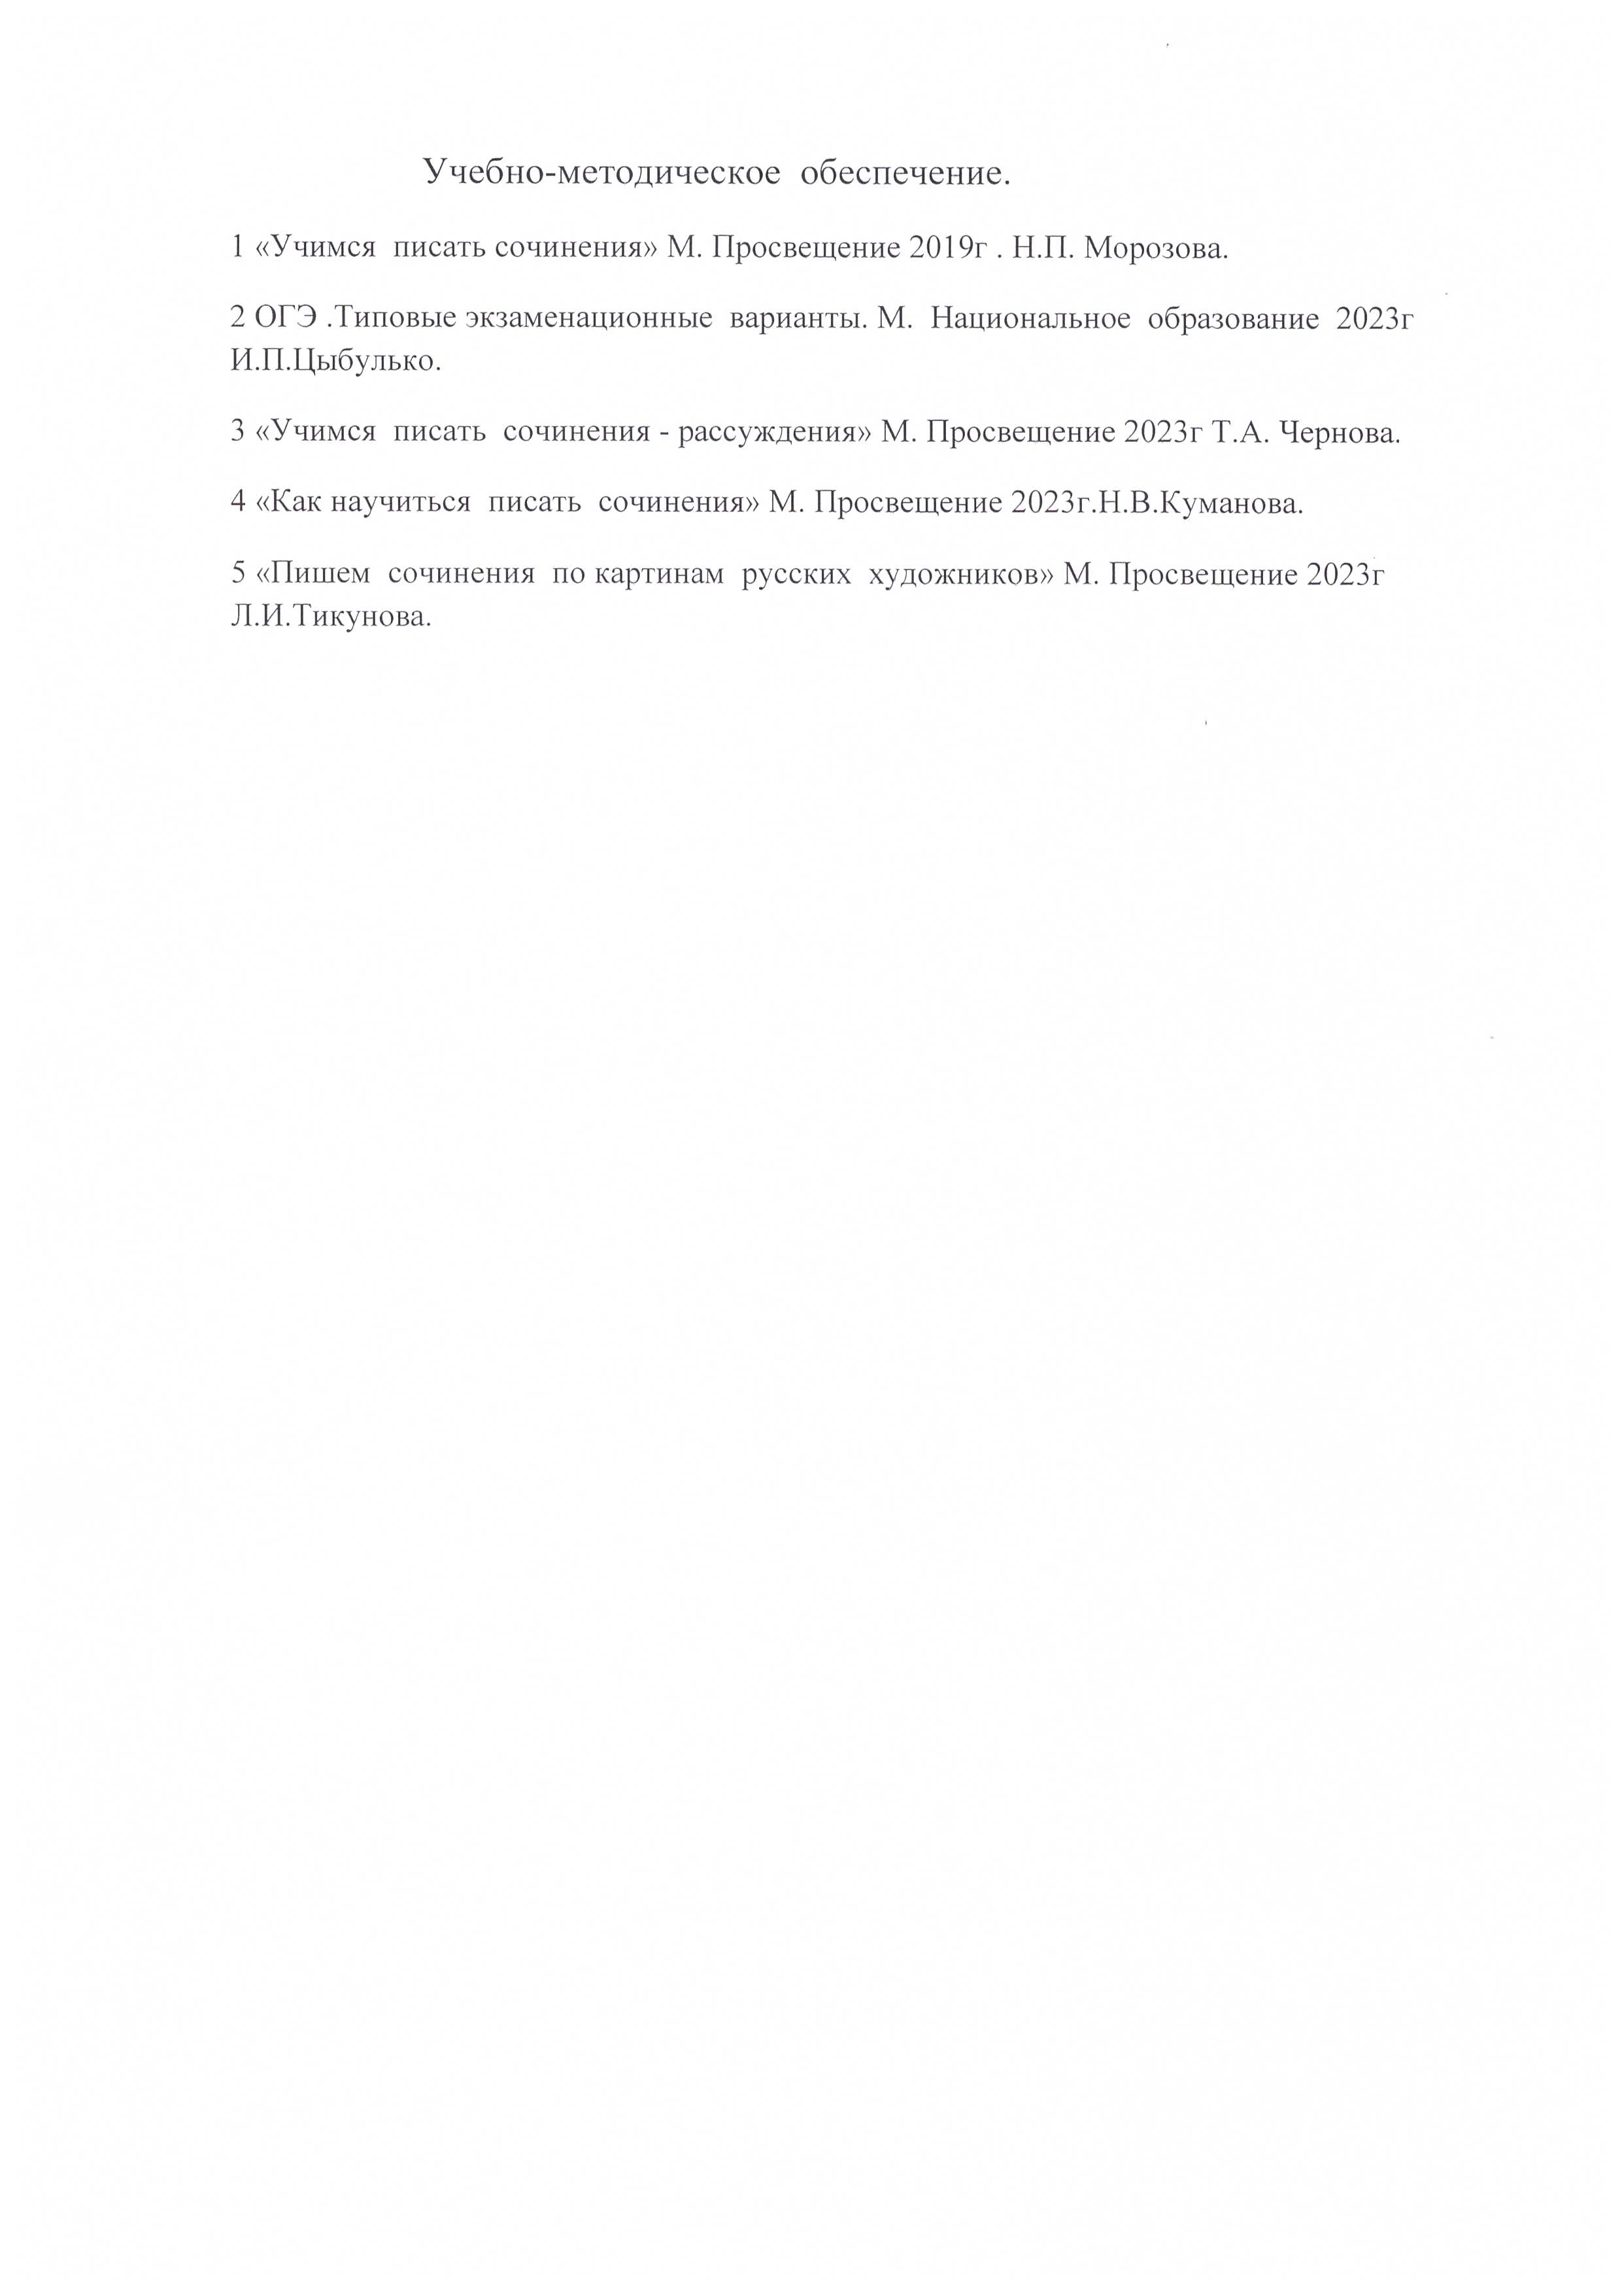 Учебно-методическое обеспечение.
1 «Учимся писать сочинения» М. Просвещение 2019г . Н.П. Морозова.
2 ОГЭ .Типовые экзаменационные варианты. М. Национальное образование 2023г
И.П.Цыбулько.
3 «Учимся писать сочинения - рассуждения» М. Просвещение 2023г Т.А. Чернова.
4 «Как научиться писать сочинения» М. Просвещение 2023г.Н.В.Куманова.
5 «Пишем сочинения по картинам русских художников» М. Просвещение 2023г
Л.И.Тикунова.